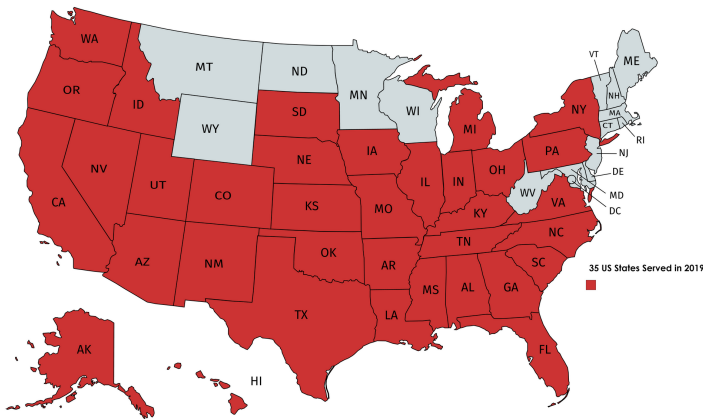 WA
MT
ND
MN
VT
ME
OR
ID
WY
SD
WI
MI
NY
NH
MA
CT
RI
NV
UT
CO
NE
IA
IL
IN
OH
PA
NJ
DE
MD
DC
CA
KS
MO
KY
WV
VA
AZ
NM
OK
AR
TN
NC
SC
TX
LA
MS
AL
GA
FL
AK
HI
35 US States Served in 2019